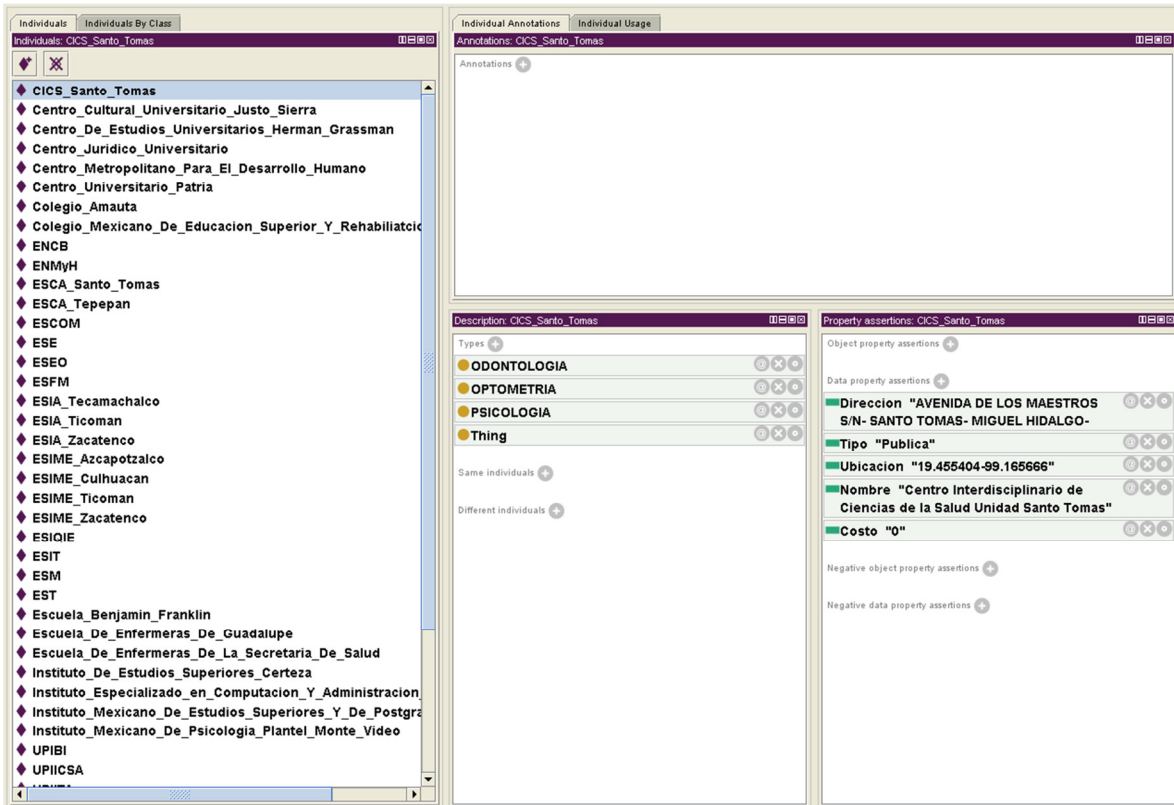 Individuals
Individuals By Class
Individuals: CICS_Santo_Tomas
CICS_Santo_Tomas
Centro_Cultural_Universitario_Justo_Sierra
Centro_De_Estudios_Universitarios_Herman_Grassman
Centro_Juridico_Universitario
Centro_Metropolitano_Para_El_Desarrollo_Humano
Centro_Universitario_Patria
Colegio_Amauta
Colegio_Mexicano_De_Educacion_Superior_Y_Rehabiliatcio
ENCB
ENMyH
ESCA_Santo_Tomas
ESCA_Tepepan
ESCOM
ESE
ESEO
ESFM
ESIA_Tecamachalco
ESIA_Ticoman
ESIA_Zacatenco
ESIME_Azcapotzalco
ESIME_Culhuacan
ESIME_Ticoman
ESIME_Zacatenco
ESIQIE
ESIT
ESM
EST
Escuela_Benjamin_Franklin
Escuela_De_Enfermeras_De_Guadalupe
Escuela_De_Enfermeras_De_La_Secretaria_De_Salud
Instituto_De_Estudios_Superiores_Certeza
Instituto_Especializado_en_Computacion_Y_Administracion_
Instituto_Mexicano_De_Estudios_Superiores_Y_De_Postgra
Instituto_Mexicano_De_Psicologia_Plantel_Monte_Video
UPIBI
UPIICSA
Individual Annotations
Individual Usage
Annotations: CICS_Santo_Tomas
Annotations
Description: CICS_Santo_Tomas
Types
ODONTOLOGIA
OPTOMETRIA
PSICOLOGIA
Thing
Same individuals
Different individuals
Property assertions: CICS_Santo_Tomas
Object property assertions
Data property assertions
Direccion "AVENIDA DE LOS MAESTROS
S/N- SANTO TOMAS- MIGUEL HIDALGO-
Tipo "Publica"
Ubicacion "19.455404-99.165666"
Nombre "Centro Interdisciplinario de
Ciencias de la Salud Unidad Santo Tomas"
Costo "0"
Negative object property assertions
Negative data property assertions